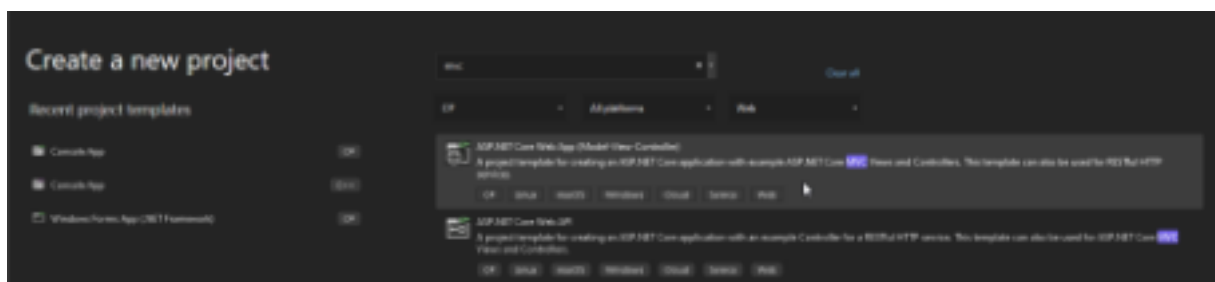 Create a new project
mvc
Clear all
Recent project templates
C#
All platforms
Web
Console App
C#
Console App
C++
Windows Forms App (.NET Framework)
C#
ASP.NET Core Web App (Model-View-Controller)
A project template for creating an ASP.NET Core application with example ASP.NET Core MVC Views and Controllers. This template can also be used for RESTful HTTP
services.
C# Linux macOS Windows Cloud Service Web
ASP.NET Core Web API
A project template for creating an ASP.NET Core application with an example Controller for a RESTful HTTP service. This template can also be used for ASP.NET Core MVC
Views and Controllers.
C# Linux macOS Windows Cloud Service Web